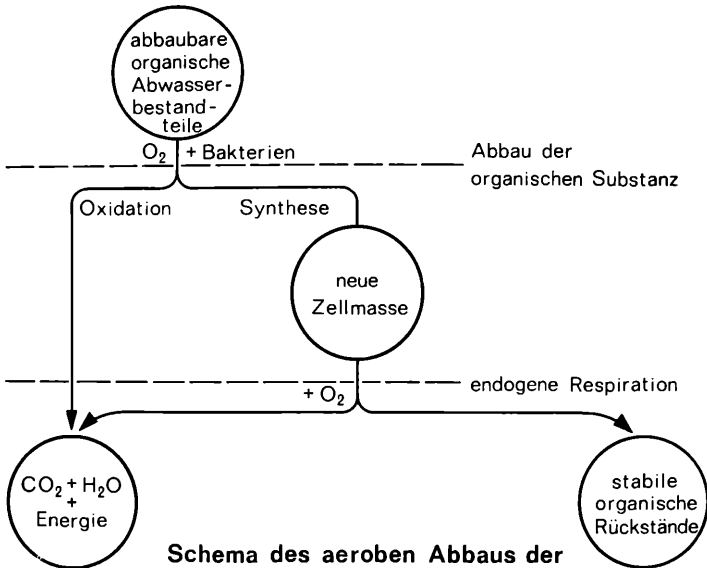 abbaubare
organische
Abwasser-
bestand-
teile
O₂ + Bakterien
Abbau der
organischen Substanz
Oxidation
Synthese
neue
Zellmasse
endogene Respiration
+ O₂
CO₂ + H₂O
+
Energie
stabile
organische
Rückstände
Schema des aeroben Abbaus der